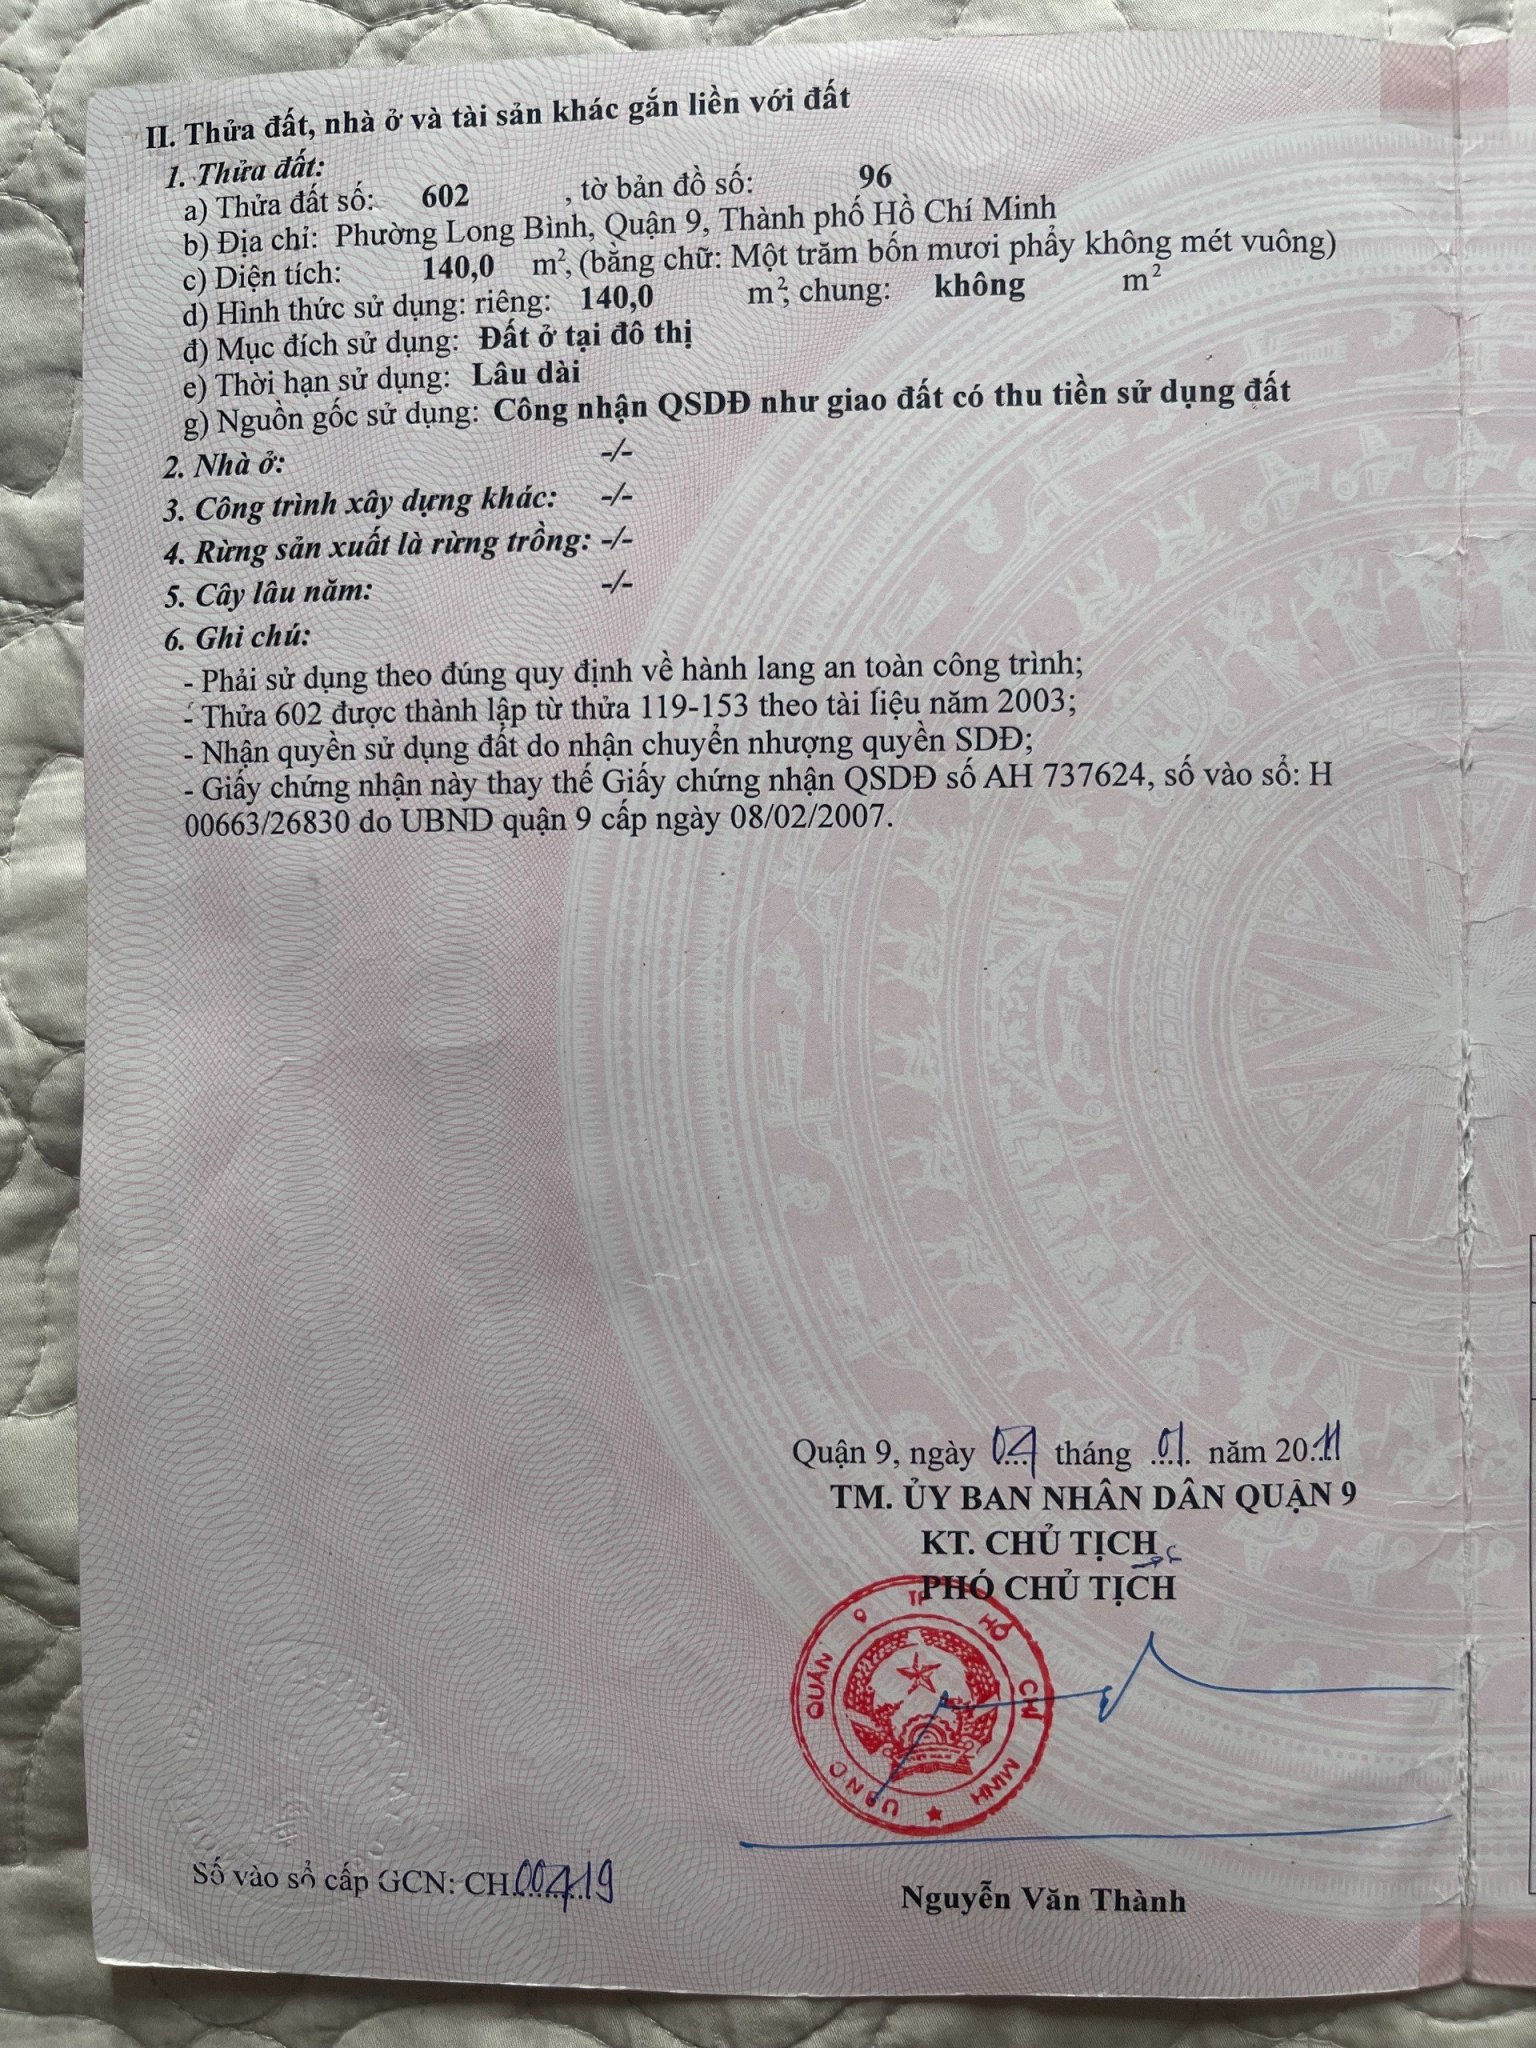 II. Thửa đất, nhà ở và tài sản khác gắn liền với đất
1. Thửa đất:
a) Thửa đất số: 602 , tờ bản đồ số: 96
b) Địa chỉ: Phường Long Bình, Quận 9, Thành phố Hồ Chí Minh
c) Diện tích: 140,0 m², (bằng chữ: Một trăm bốn mươi phẩy không mét vuông)
d) Hình thức sử dụng: riêng: 140,0 m²; chung: không m²
đ) Mục đích sử dụng: Đất ở tại đô thị
e) Thời hạn sử dụng: Lâu dài
g) Nguồn gốc sử dụng: Công nhận QSDĐ như giao đất có thu tiền sử dụng đất
2. Nhà ở: -/-
3. Công trình xây dựng khác: -/-
4. Rừng sản xuất là rừng trồng: -/-
5. Cây lâu năm: -/-
6. Ghi chú:
- Phải sử dụng theo đúng quy định về hành lang an toàn công trình;
- Thửa 602 được thành lập từ thửa 119-153 theo tài liệu năm 2003;
- Nhận quyền sử dụng đất do nhận chuyển nhượng quyền SDĐ;
- Giấy chứng nhận này thay thế Giấy chứng nhận QSDĐ số AH 737624, số vào sổ: H
00663/26830 do UBND quận 9 cấp ngày 08/02/2007.
Quận 9, ngày 07 tháng 01 năm 2011
TM. ỦY BAN NHÂN DÂN QUẬN 9
KT. CHỦ TỊCH
PHÓ CHỦ TỊCH
UBND QUẬN 9 TP HỒ CHÍ MINH
Số vào sổ cấp GCN: CH 00719
Nguyễn Văn Thành